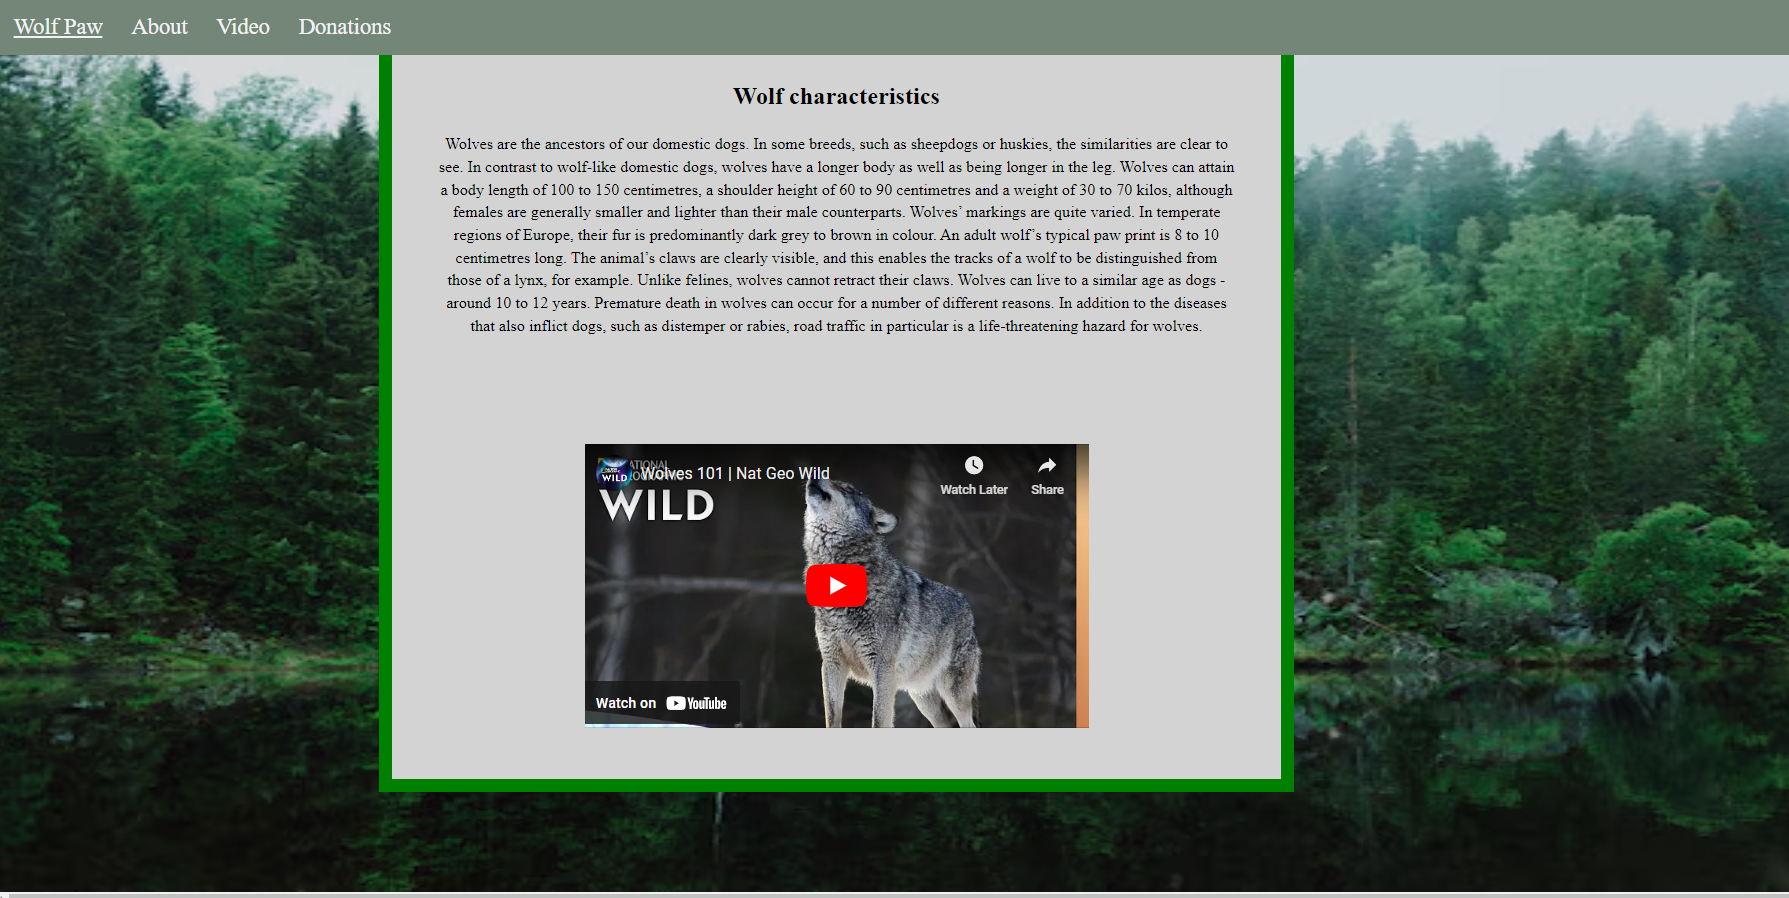 Wolf Paw About Video Donations
Wolf characteristics
Wolves are the ancestors of our domestic dogs. In some breeds, such as sheepdogs or huskies, the similarities are clear to
see. In contrast to wolf-like domestic dogs, wolves have a longer body as well as being longer in the leg. Wolves can attain
a body length of 100 to 150 centimetres, a shoulder height of 60 to 90 centimetres and a weight of 30 to 70 kilos, although
females are generally smaller and lighter than their male counterparts. Wolves’ markings are quite varied. In temperate
regions of Europe, their fur is predominantly dark grey to brown in colour. An adult wolf’s typical paw print is 8 to 10
centimetres long. The animal’s claws are clearly visible, and this enables the tracks of a wolf to be distinguished from
those of a lynx, for example. Unlike felines, wolves cannot retract their claws. Wolves can live to a similar age as dogs -
around 10 to 12 years. Premature death in wolves can occur for a number of different reasons. In addition to the diseases
that also inflict dogs, such as distemper or rabies, road traffic in particular is a life-threatening hazard for wolves.
WILD
Wolves 101 | Nat Geo Wild
WILD
Watch Later
Share
Watch on YouTube